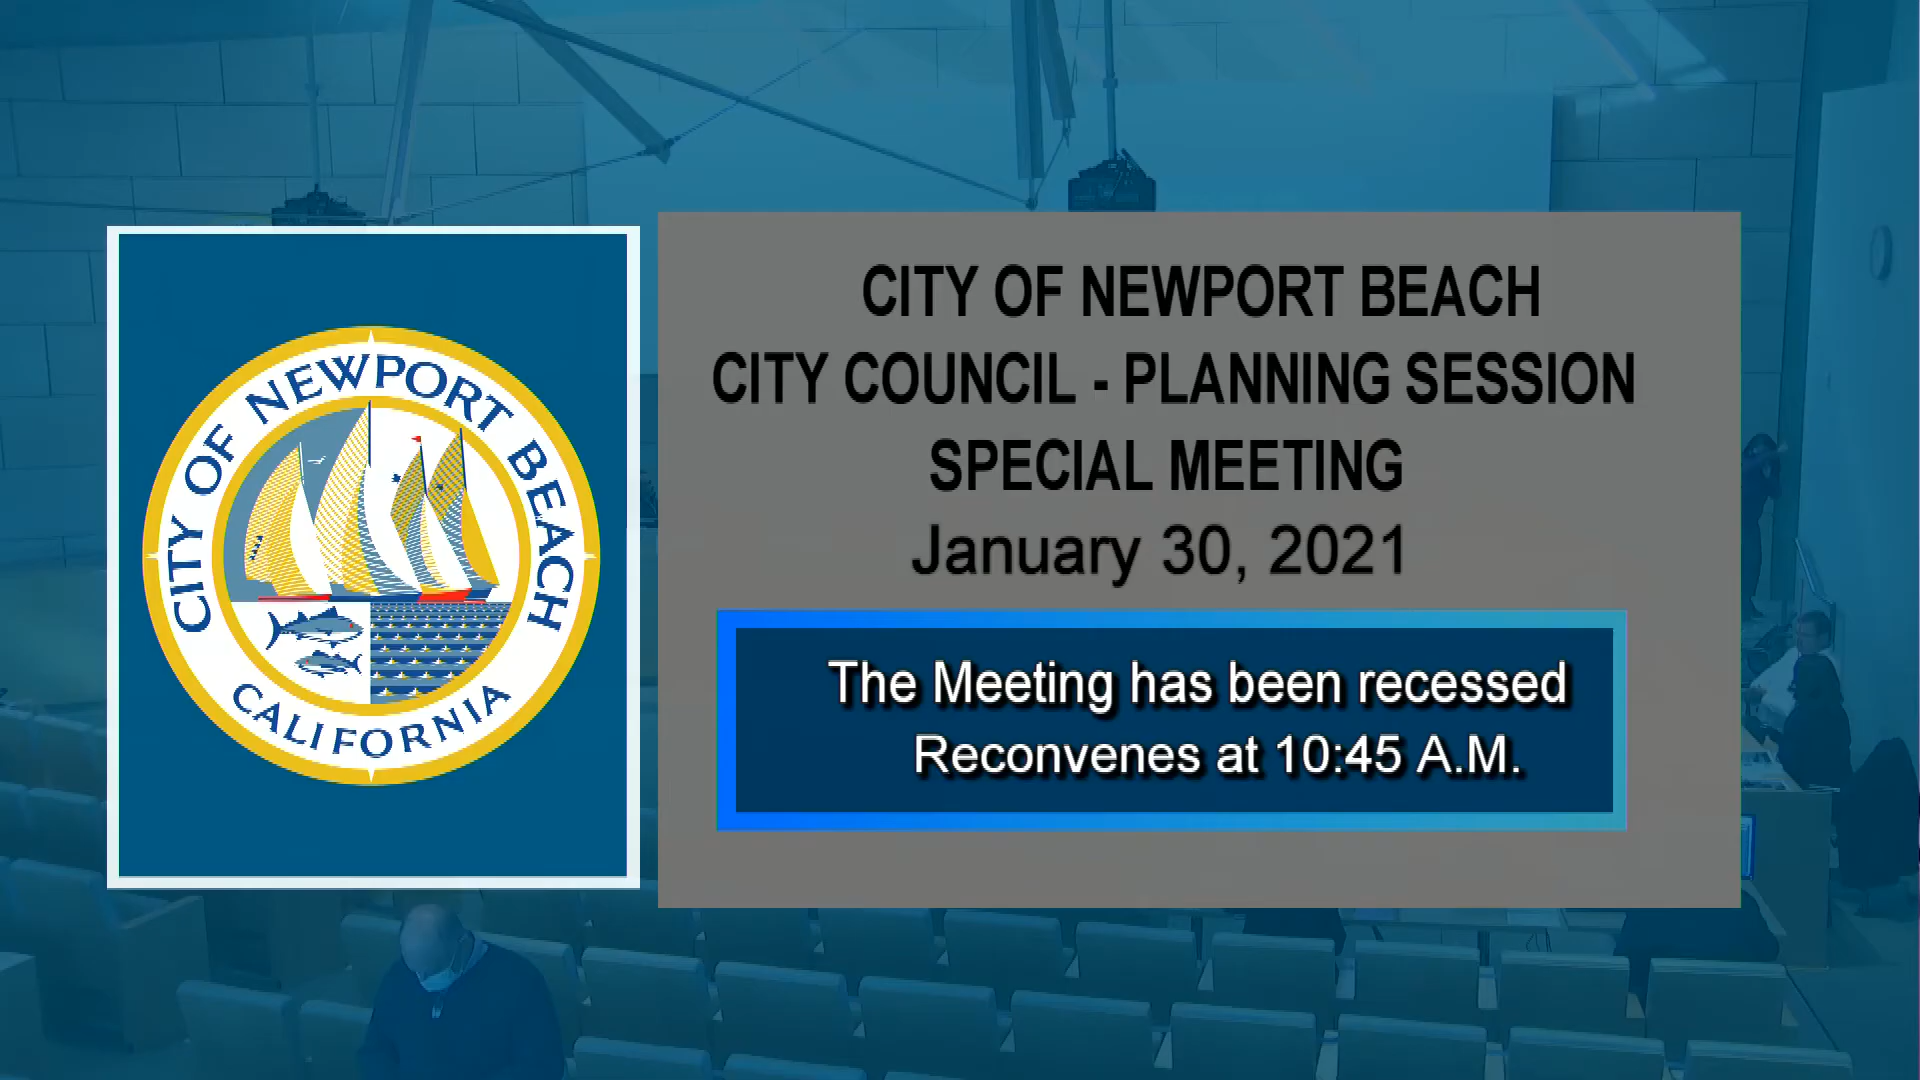 CITY OF NEWPORT BEACH
CALIFORNIA
CITY OF NEWPORT BEACH
CITY COUNCIL - PLANNING SESSION
SPECIAL MEETING
January 30, 2021
The Meeting has been recessed
Reconvenes at 10:45 A.M.